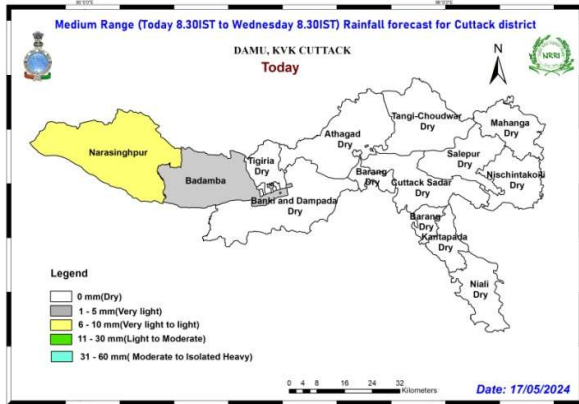 Medium Range (Today 8.30IST to Wednesday 8.30IST) Rainfall forecast for Cuttack district
DAMU, KVK CUTTACK
Today
N
NRRI
Narasinghpur
Badamba
Tigiria
Dry
Banki and Dampada
Dry
Athagad
Dry
Barang
Dry
Tangi-Choudwar
Dry
Cuttack Sadar
Dry
Salepur
Dry
Mahanga
Dry
Nischintakoili
Dry
Barang
Dry
Kantapada
Dry
Niali
Dry
Legend
0 mm(Dry)
1 - 5 mm(Very light)
6 - 10 mm(Very light to light)
11 - 30 mm(Light to Moderate)
31 - 60 mm( Moderate to Isolated Heavy)
0 4 8 16 24 32
Kilometers
Date: 17/05/2024